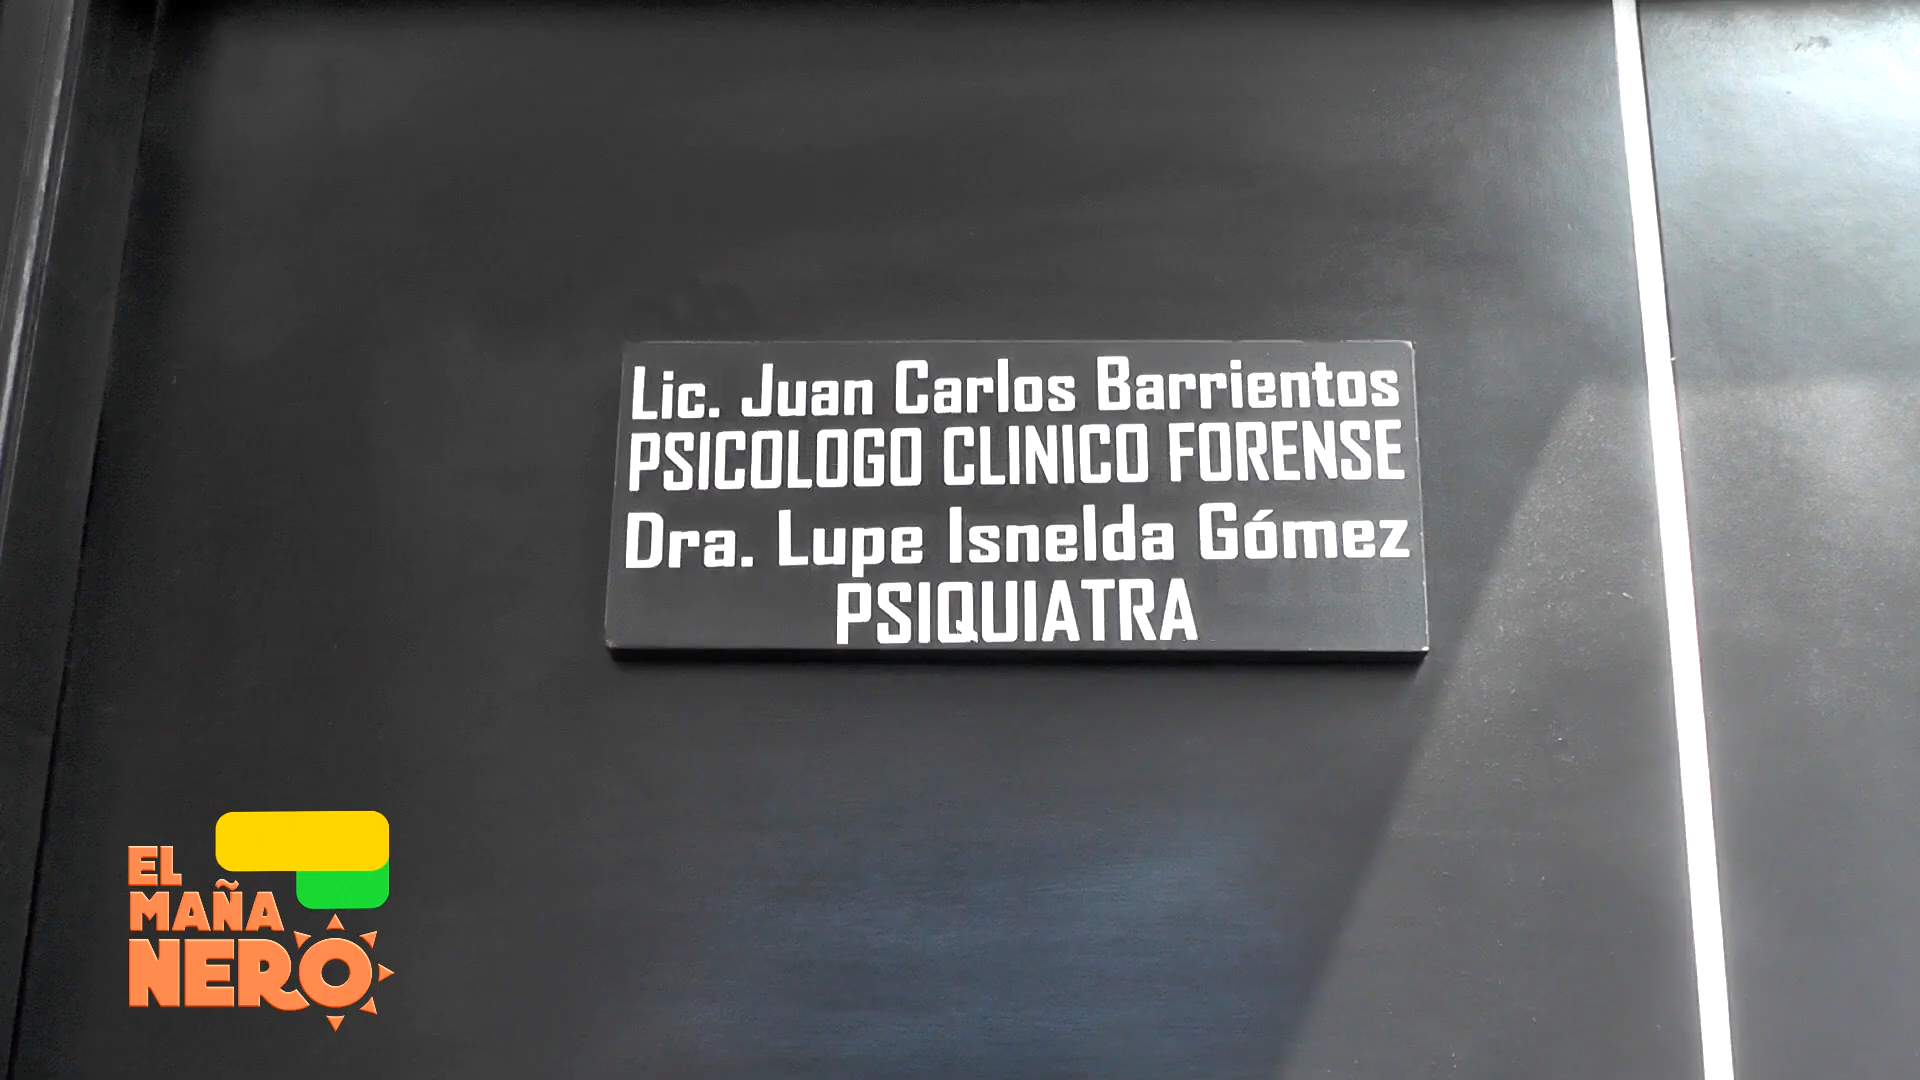 Lic. Juan Carlos Barrientos
PSICOLOGO CLINICO FORENSE
Dra. Lupe Isnelda Gómez
PSIQUIATRA
EL
MAÑA
NERO